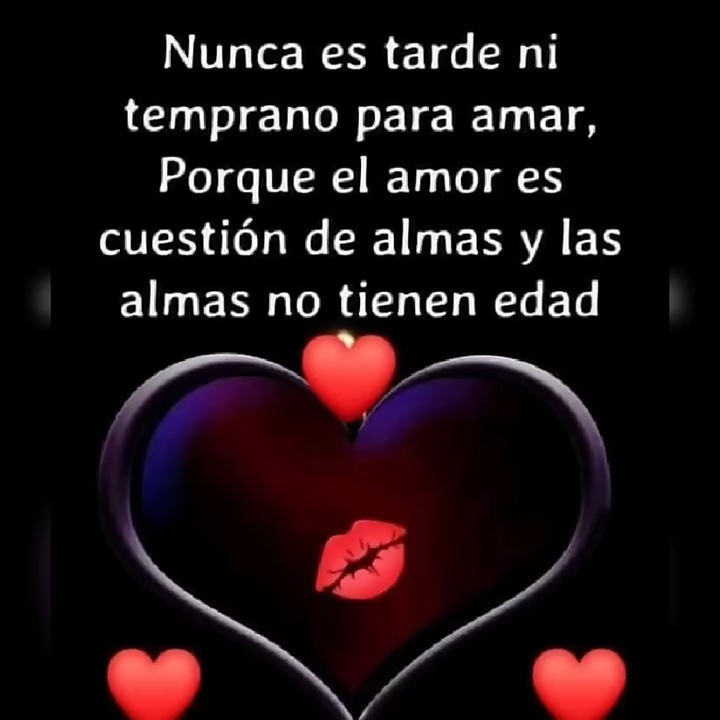 Nunca es tarde ni
temprano para amar,
Porque el amor es
cuestión de almas y las
almas no tienen edad